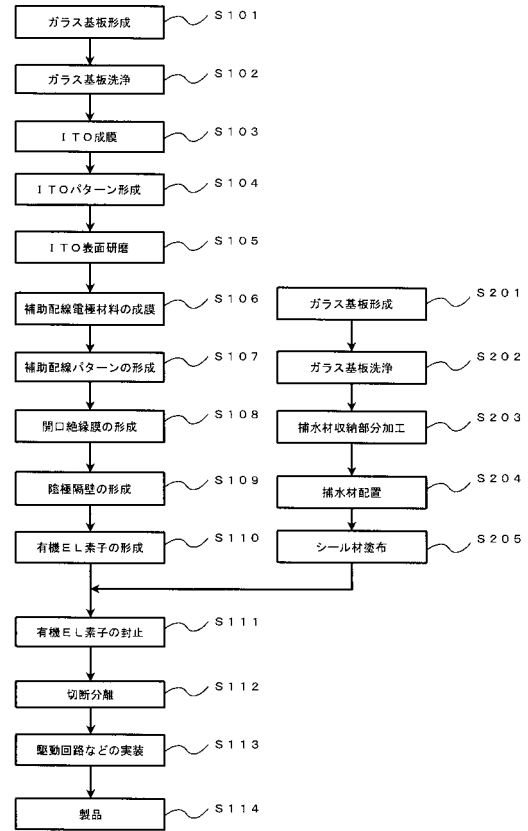 ガラス基板形成
S101
ガラス基板洗浄
S102
ITO成膜
S103
ITOパターン形成
S104
ITO表面研磨
S105
補助配線電極材料の成膜
S106
補助配線パターンの形成
S107
開口絶縁膜の形成
S108
陰極隔壁の形成
S109
有機EL素子の形成
S110
ガラス基板形成
S201
ガラス基板洗浄
S202
捕水材収納部分加工
S203
捕水材配置
S204
シール材塗布
S205
有機EL素子の封止
S111
切断分離
S112
駆動回路などの実装
S113
製品
S114